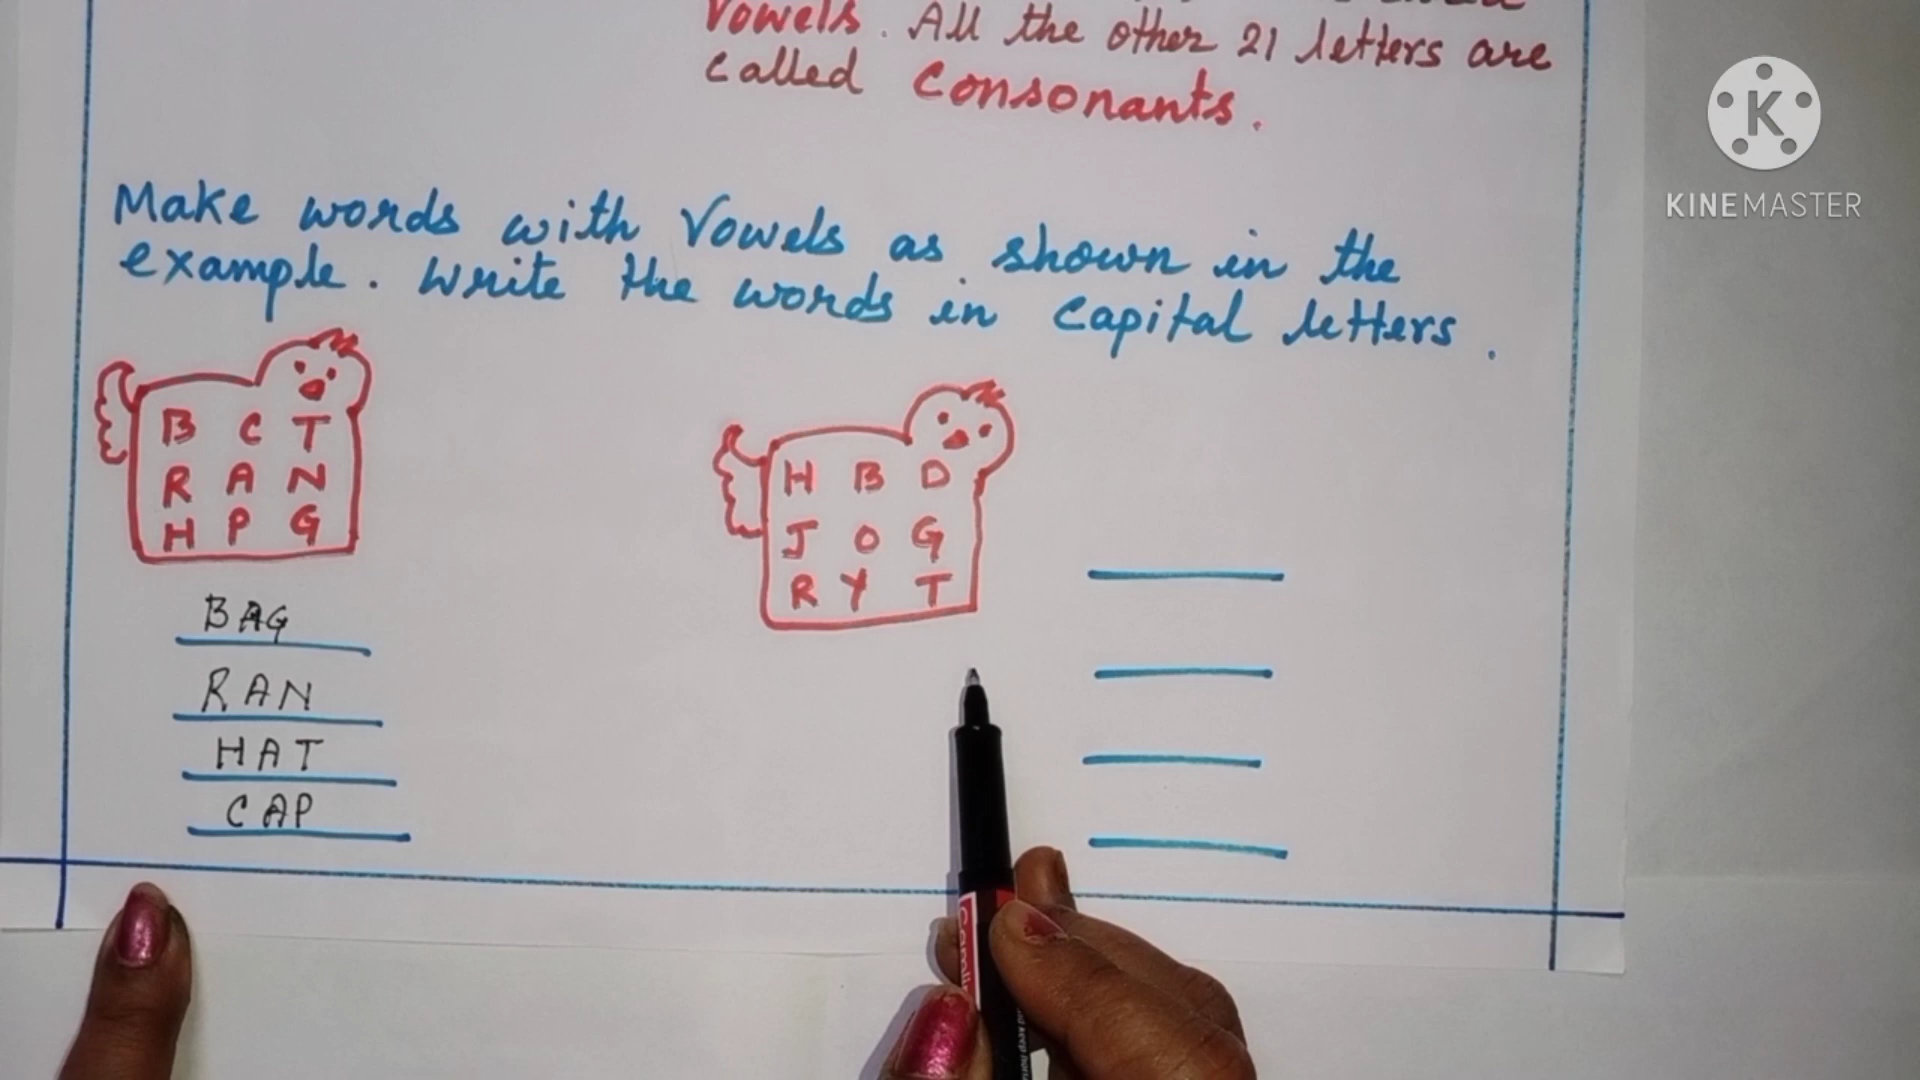 Vowels. All the other 21 letters are
called Consonants.
Make words with Vowels as shown in the
example. Write the words in capital letters.
B C T
R A N
H P G
BAG
RAN
HAT
CAP
H B D
J O G
R Y T
K
KINEMASTER
Camlin